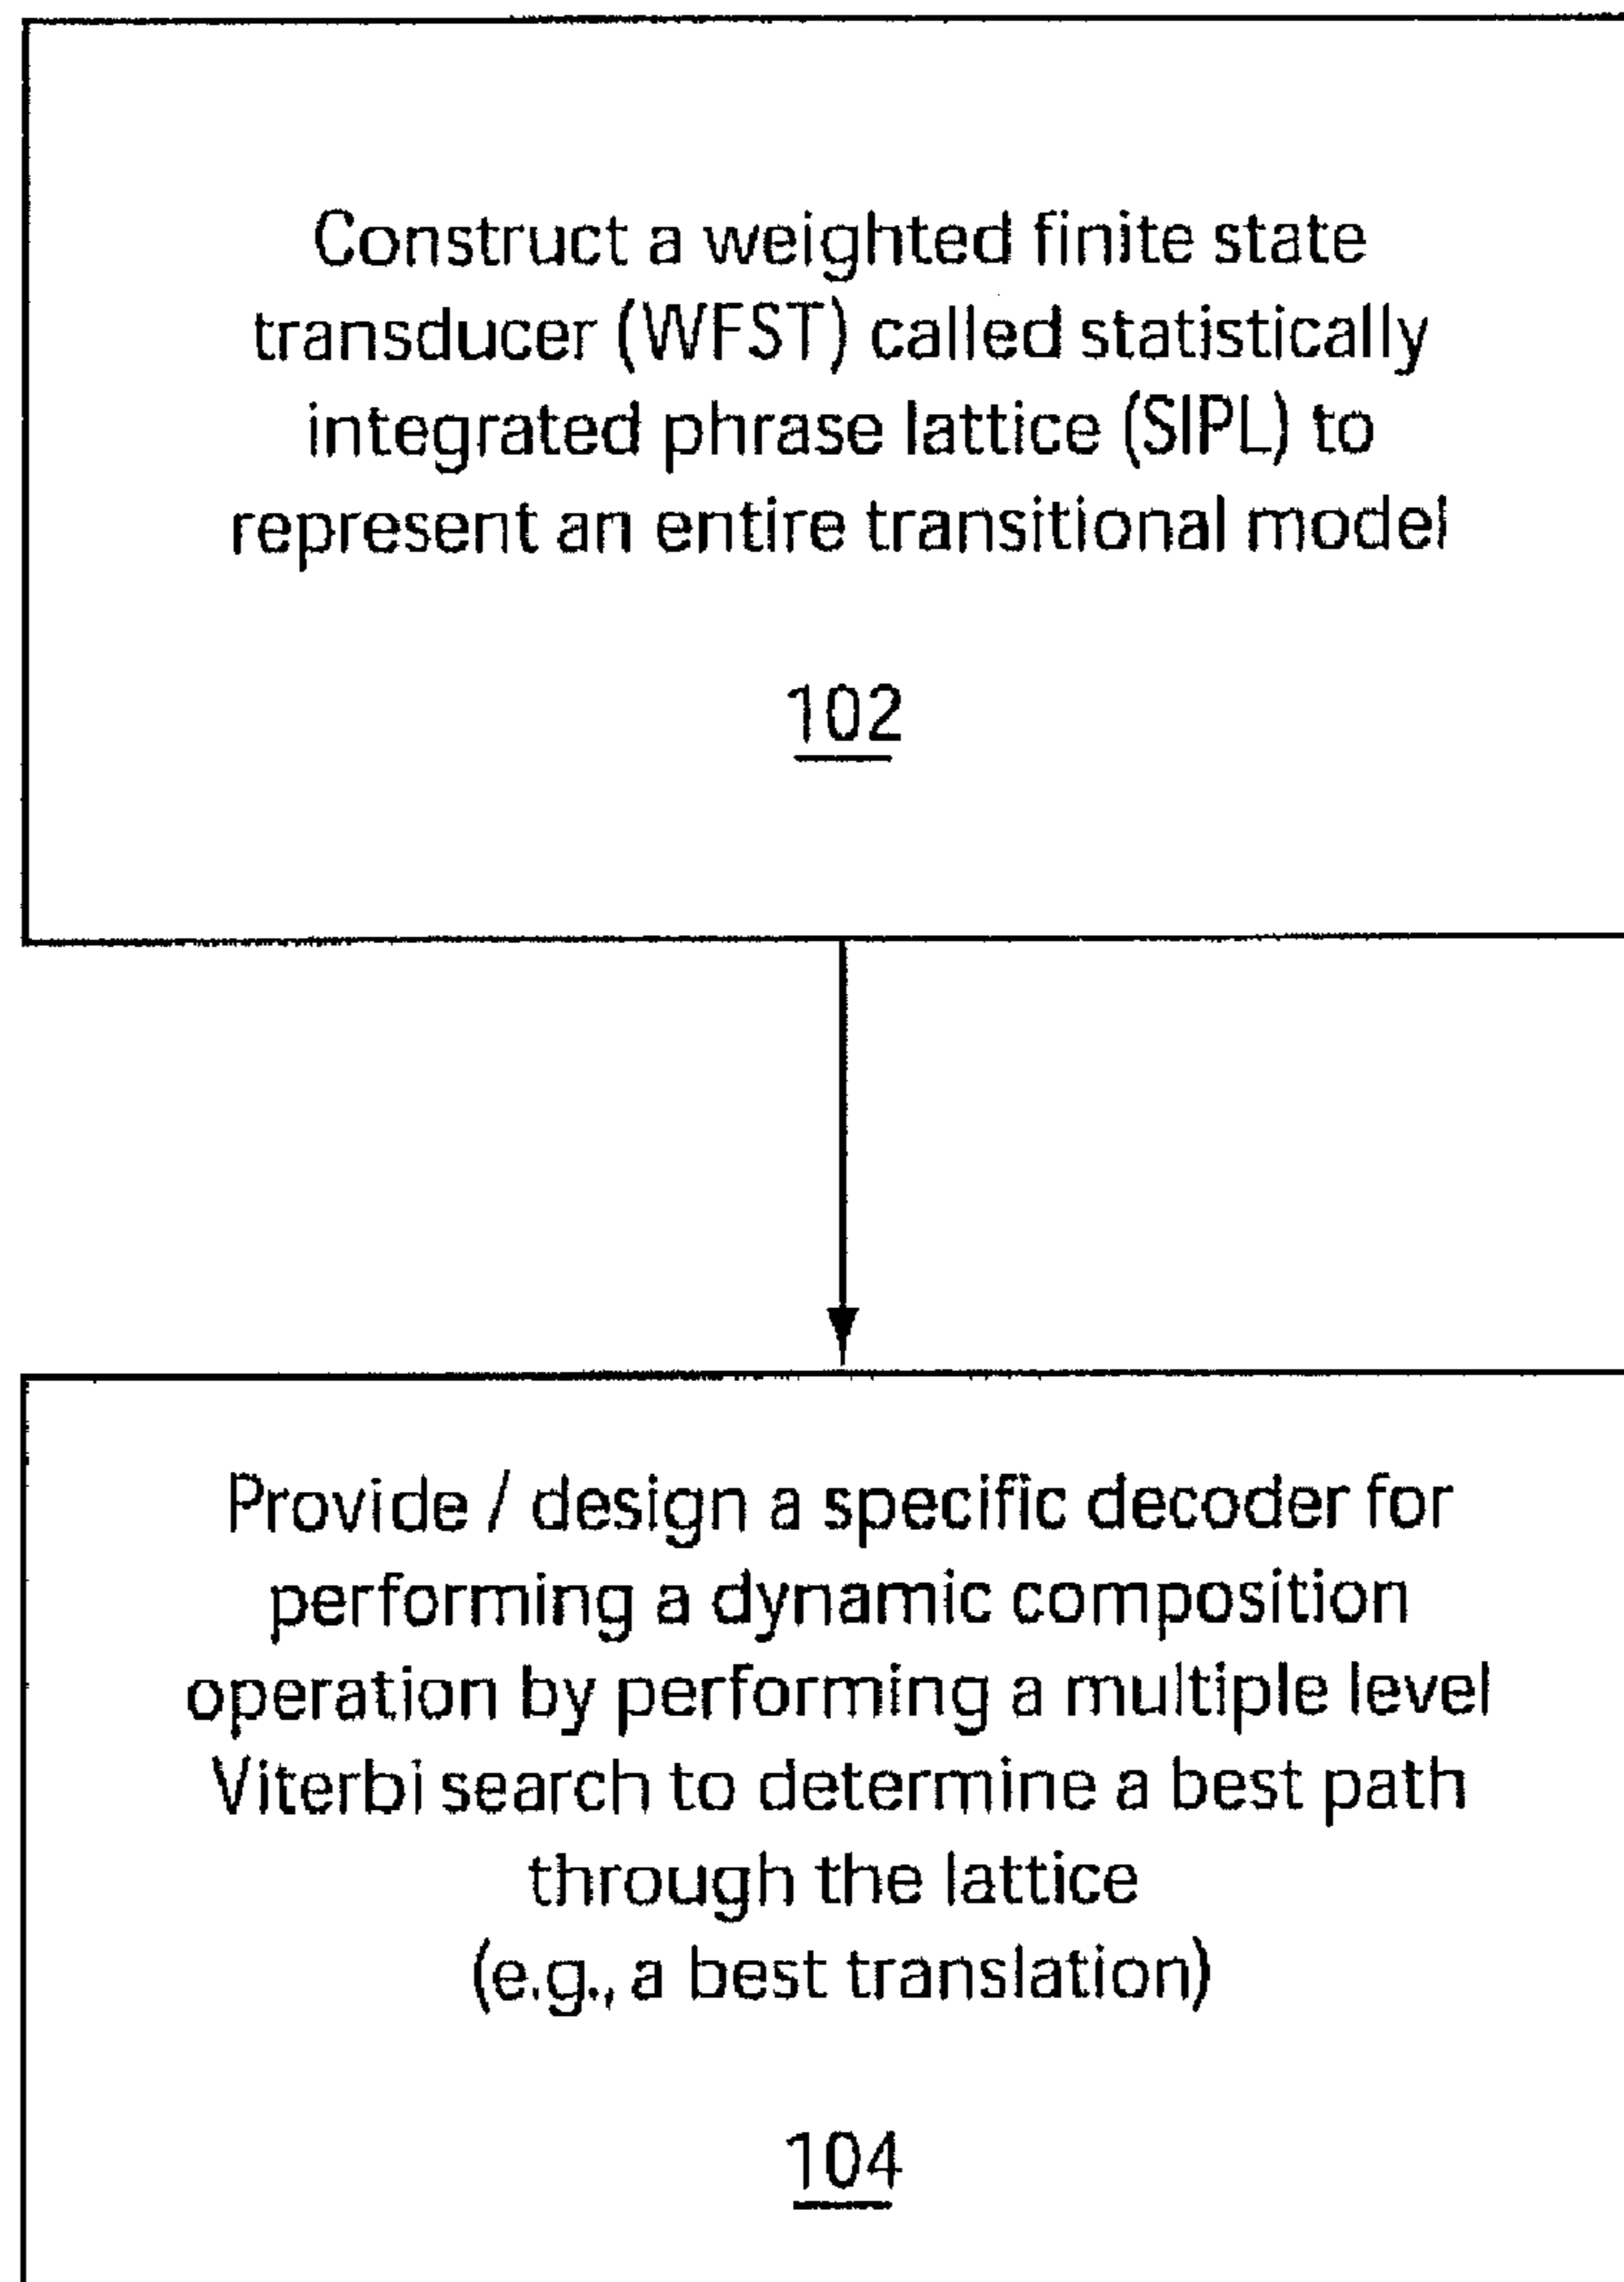 Construct a weighted finite state
transducer (WFST) called statistically
integrated phrase lattice (SIPL) to
represent an entire transitional model
102
Provide / design a specific decoder for
performing a dynamic composition
operation by performing a multiple level
Viterbi search to determine a best path
through the lattice
(e.g., a best translation)
104